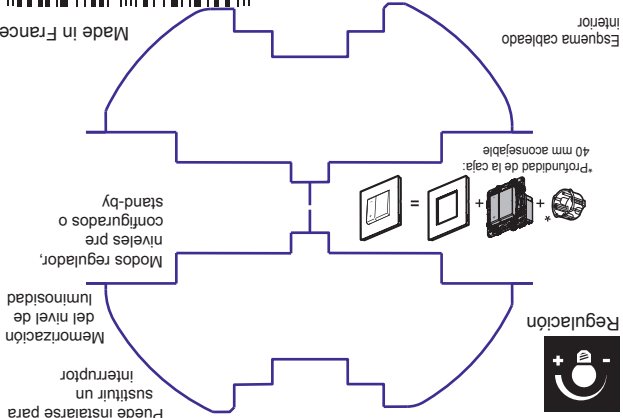 Regulación
*Profundidad de la caja:
40 mm aconsejable
Esquema cableado
interior
Puede instalarse para
sustituir un
interruptor
Memorización
del nivel de
luminosidad
Modos regulador,
niveles pre
configurados o
stand-by
Made in France